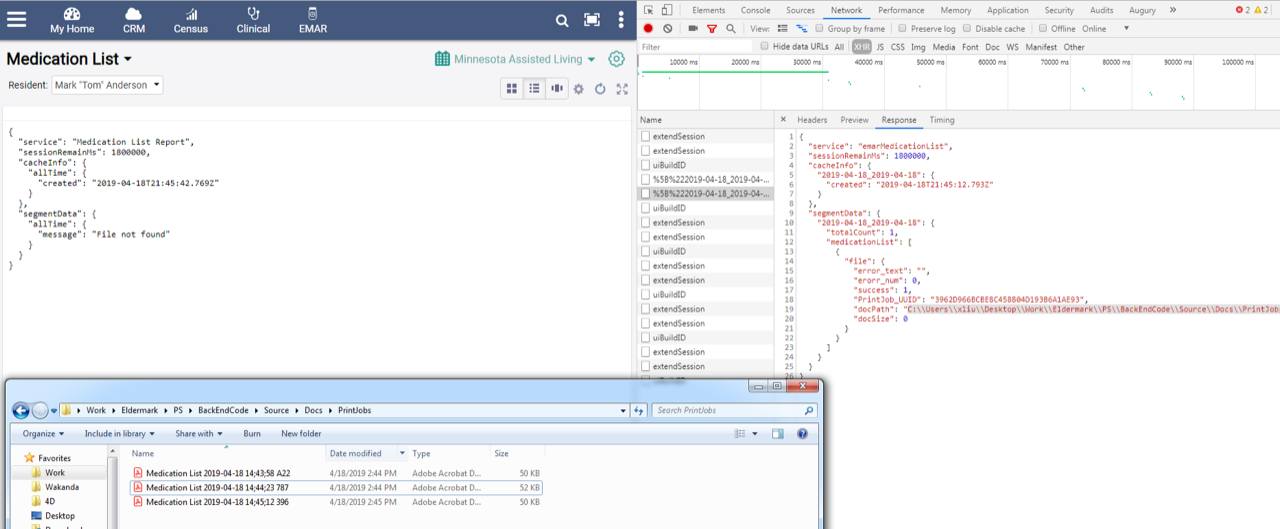 My Home
CRM
Census
Clinical
EMAR
Medication List
Minnesota Assisted Living
Resident: Mark "Tom" Anderson
{
"service": "Medication List Report",
"sessionRemainMs": 1800000,
"cacheInfo": {
"allTime": {
"created": "2019-04-18T21:45:42.769Z"
}
},
"segmentData": {
"allTime": {
"message": "File not found"
}
}
}
Elements Console Sources Network Performance Memory Application Security Audits Augury » 2 2
View: Group by frame Preserve log Disable cache Offline Online
Filter Hide data URLs All XHR JS CSS Img Media Font Doc WS Manifest Other
10000 ms 20000 ms 30000 ms 40000 ms 50000 ms 60000 ms 70000 ms 80000 ms 90000 ms 100000 ms
Name
extendSession
extendSession
uiBuildID
%5B%222019-04-18_2019-04-...
%5B%222019-04-18_2019-04-...
uiBuildID
extendSession
extendSession
uiBuildID
extendSession
extendSession
uiBuildID
extendSession
extendSession
uiBuildID
extendSession
extendSession
uiBuildID
× Headers Preview Response Timing
1 {
2 "service": "emarMedicationList",
3 "sessionRemainMs": 1800000,
4 "cacheInfo": {
5 "2019-04-18_2019-04-18": {
6 "created": "2019-04-18T21:45:12.793Z"
7 }
8 },
9 "segmentData": {
10 "2019-04-18_2019-04-18": {
11 "totalCount": 1,
12 "medicationList": [
13 {
14 "file": {
15 "error_text": "",
16 "erorr_num": 0,
17 "success": 1,
18 "PrintJob_UUID": "3962D966BCBE8C458804D193B6A1AE93",
19 "docPath": "C:\\Users\\xliu\\Desktop\\Work\\Eldermark\\PS\\BackEndCode\\Source\\Docs\\PrintJobs
20 "docSize": 0
21 }
22 }
23 ]
24 }
25 }
26 }
Work Eldermark PS BackEndCode Source Docs PrintJobs
Search PrintJobs
Organize Include in library Share with Burn New folder
Favorites
Work
Wakanda
4D
Desktop
Name Date modified Type Size
Medication List 2019-04-18 14;43;58 A22 4/18/2019 2:44 PM Adobe Acrobat D... 50 KB
Medication List 2019-04-18 14;44;23 787 4/18/2019 2:44 PM Adobe Acrobat D... 52 KB
Medication List 2019-04-18 14;45;12 396 4/18/2019 2:45 PM Adobe Acrobat D... 50 KB